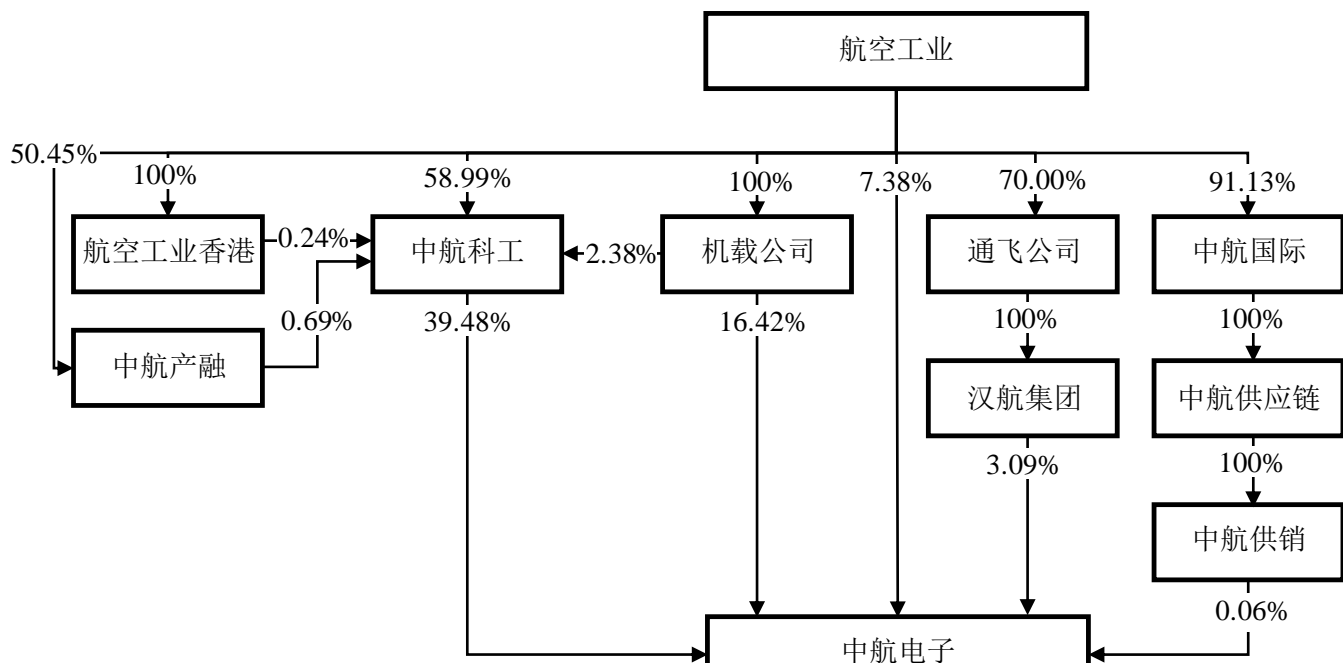 航空工业
50.45%
100%
58.99%
100%
7.38%
70.00%
91.13%
航空工业香港
0.24%
中航科工
2.38%
机载公司
通飞公司
中航国际
0.69%
39.48%
16.42%
100%
100%
中航产融
汉航集团
中航供应链
3.09%
100%
中航供销
0.06%
中航电子